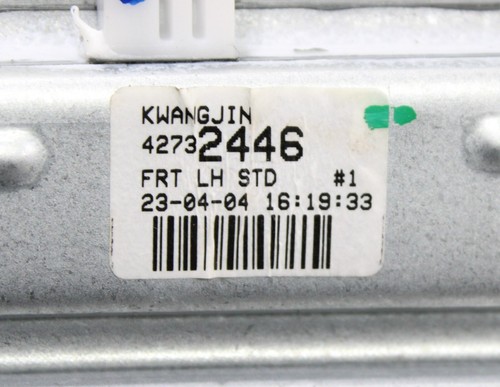 KWANGJIN
42732446
FRT LH STD #1
23-04-04 16:19:33